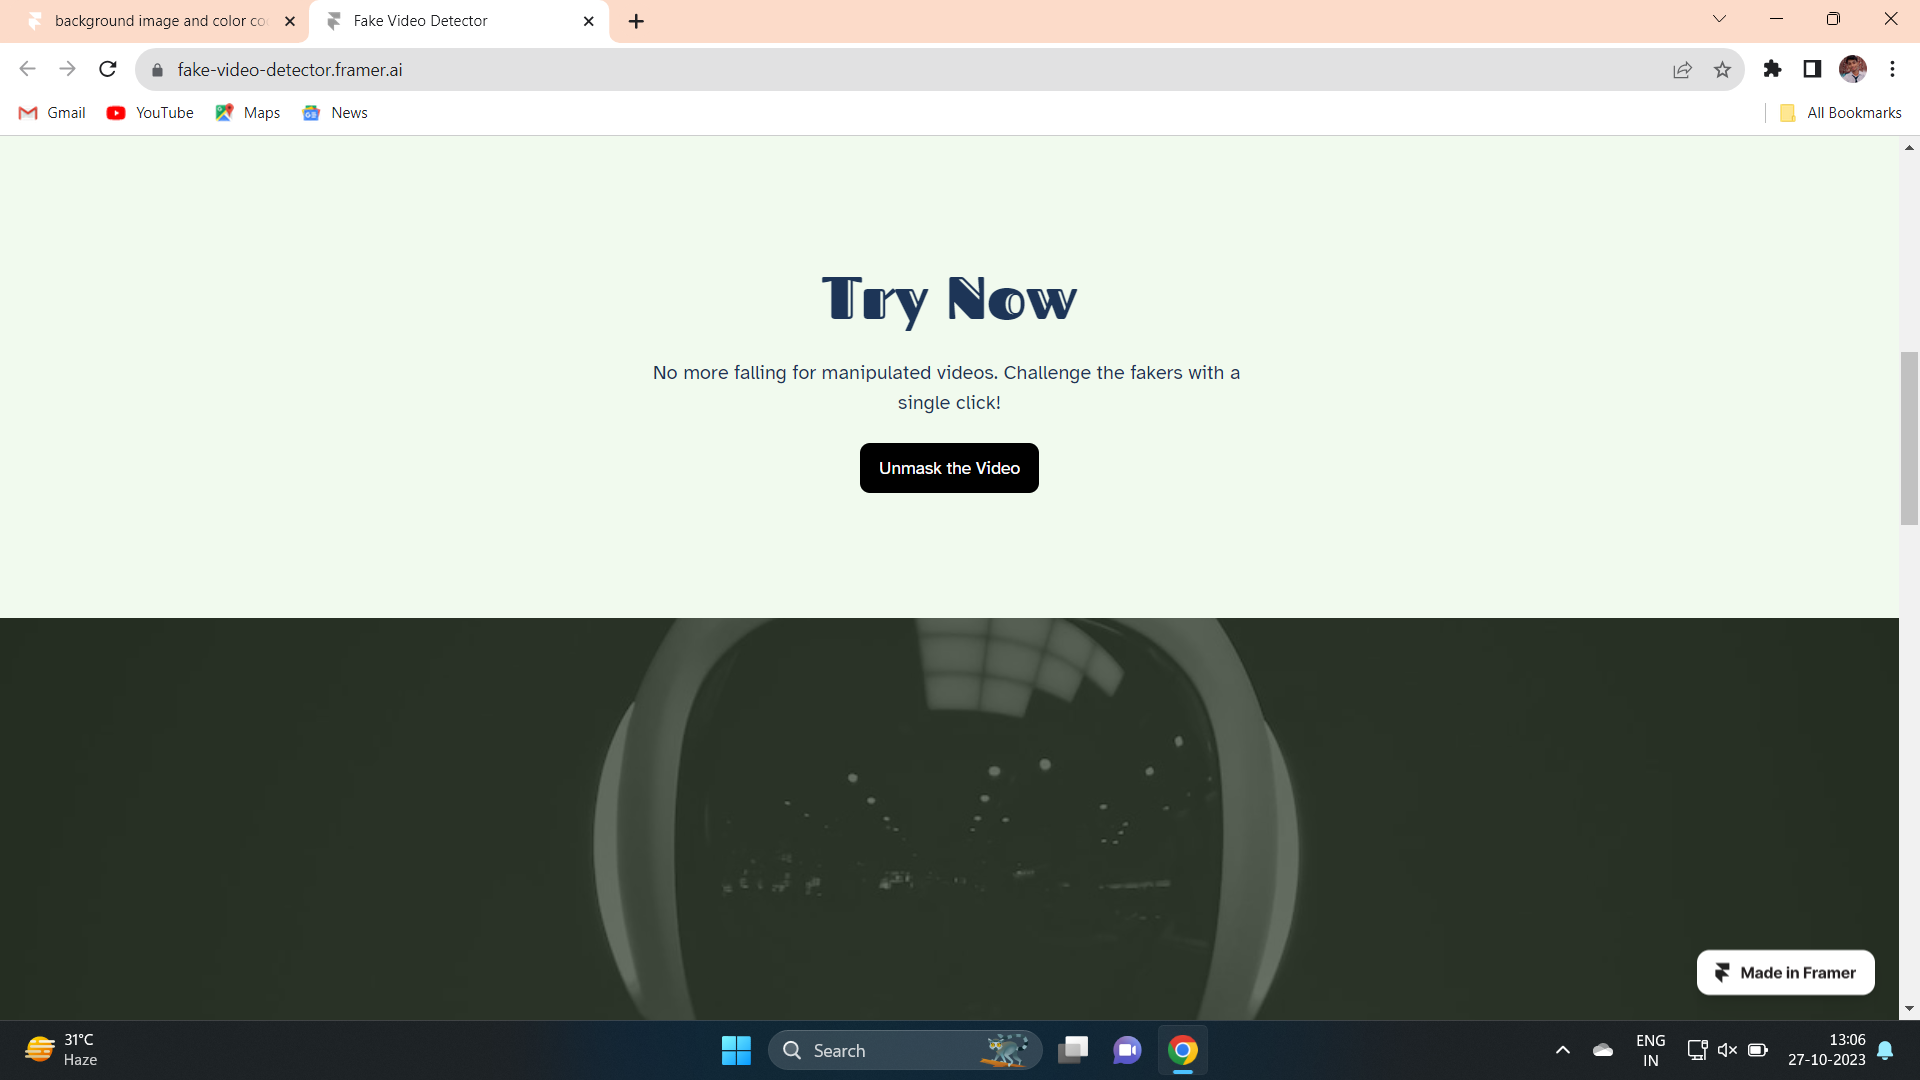 background image and color co
Fake Video Detector
fake-video-detector.framer.ai
Gmail
YouTube
Maps
News
All Bookmarks
Try Now
No more falling for manipulated videos. Challenge the fakers with a
single click!
Unmask the Video
Made in Framer
31°C
Haze
Search
ENG
IN
13:06
27-10-2023